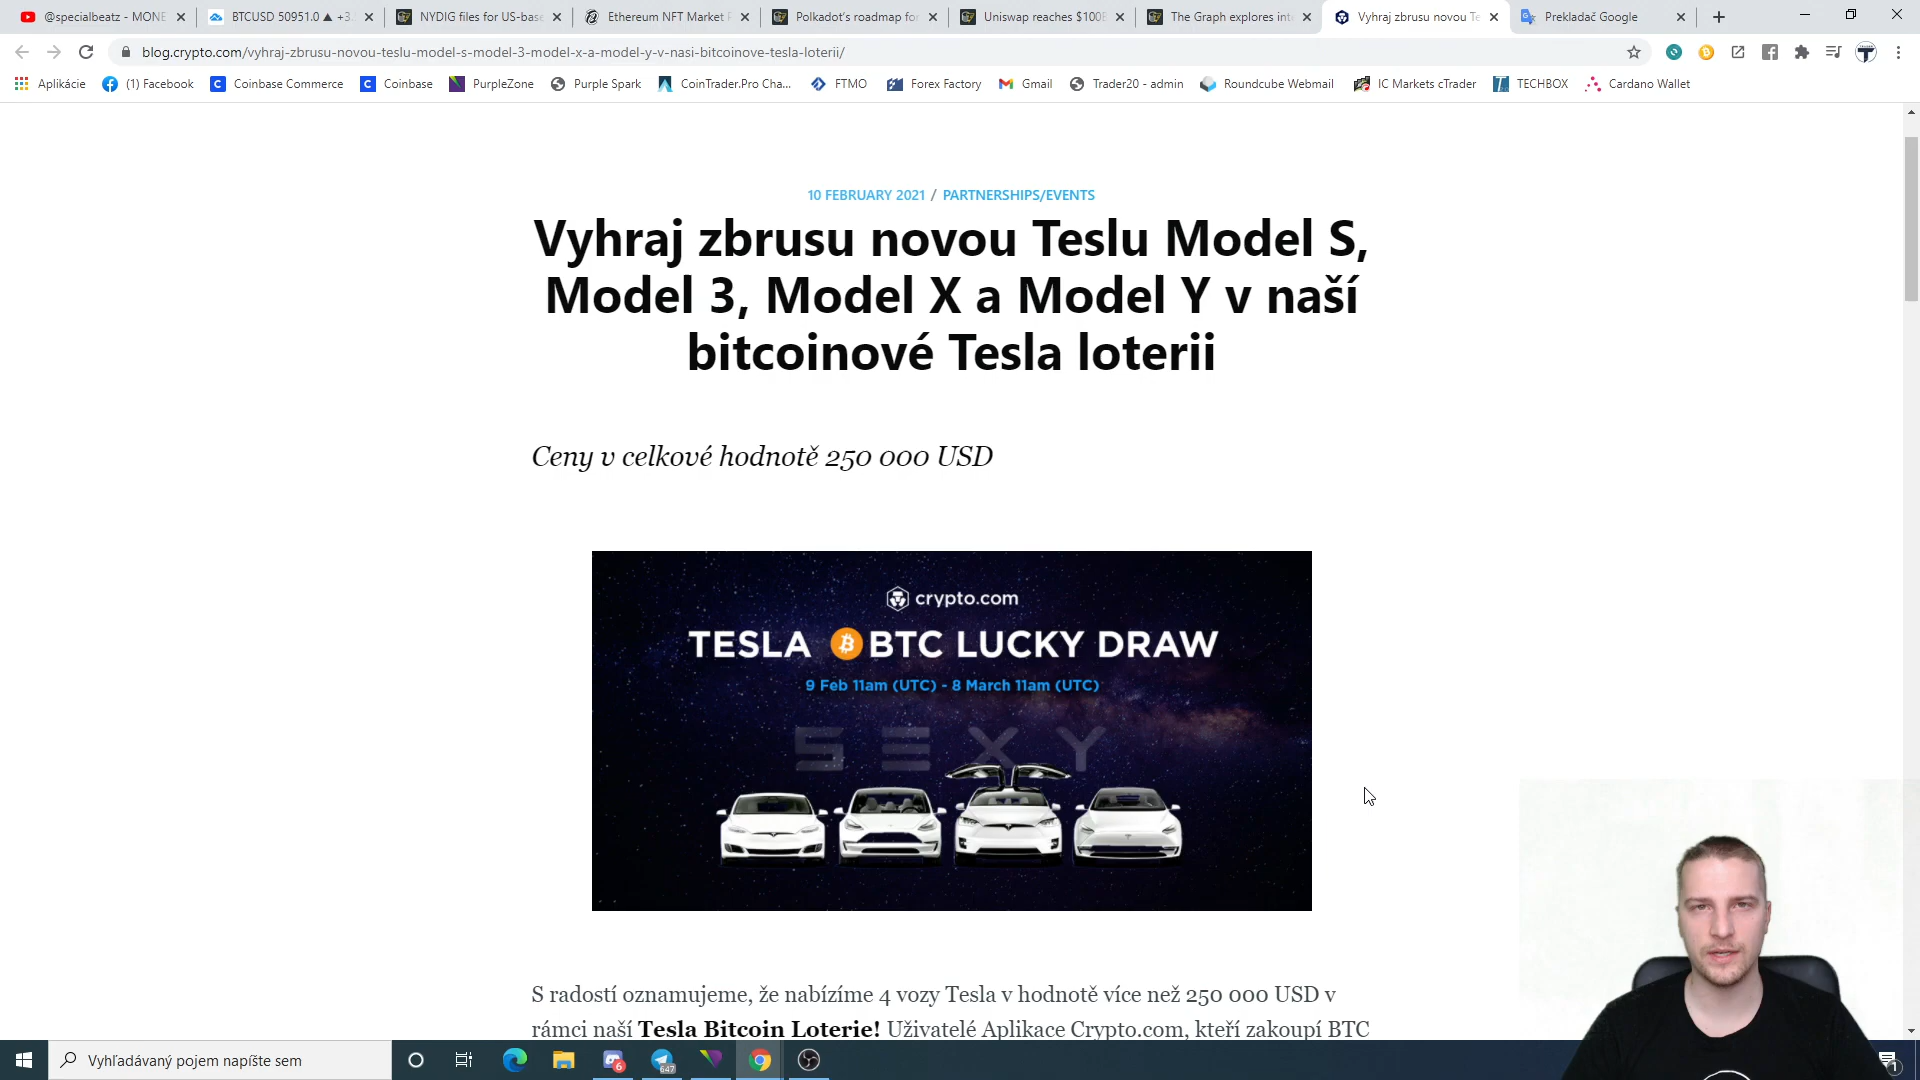 @specialbeatz - MONE
BTCUSD 50951.0 ▲ +3.
NYDIG files for US-base
Ethereum NFT Market P
Polkadot's roadmap for
Uniswap reaches $100B
The Graph explores inte
Vyhraj zbrusu novou Te
Prekladač Google
blog.crypto.com/vyhraj-zbrusu-novou-teslu-model-s-model-3-model-x-a-model-y-v-nasi-bitcoinove-tesla-loterii/
Aplikácie
(1) Facebook
Coinbase Commerce
Coinbase
PurpleZone
Purple Spark
CoinTrader.Pro Cha...
FTMO
Forex Factory
Gmail
Trader20 - admin
Roundcube Webmail
IC Markets cTrader
TECHBOX
Cardano Wallet
10 FEBRUARY 2021 / PARTNERSHIPS/EVENTS
Vyhraj zbrusu novou Teslu Model S,
Model 3, Model X a Model Y v naší
bitcoinové Tesla loterii
Ceny v celkové hodnotě 250 000 USD
crypto.com
TESLA BTC LUCKY DRAW
9 Feb 11am (UTC) - 8 March 11am (UTC)
S E X Y
S radostí oznamujeme, že nabízíme 4 vozy Tesla v hodnotě více než 250 000 USD v
rámci naší Tesla Bitcoin Loterie! Uživatelé Aplikace Crypto.com, kteří zakoupí BTC
Vyhľadávaný pojem napíšte sem
6
647
1